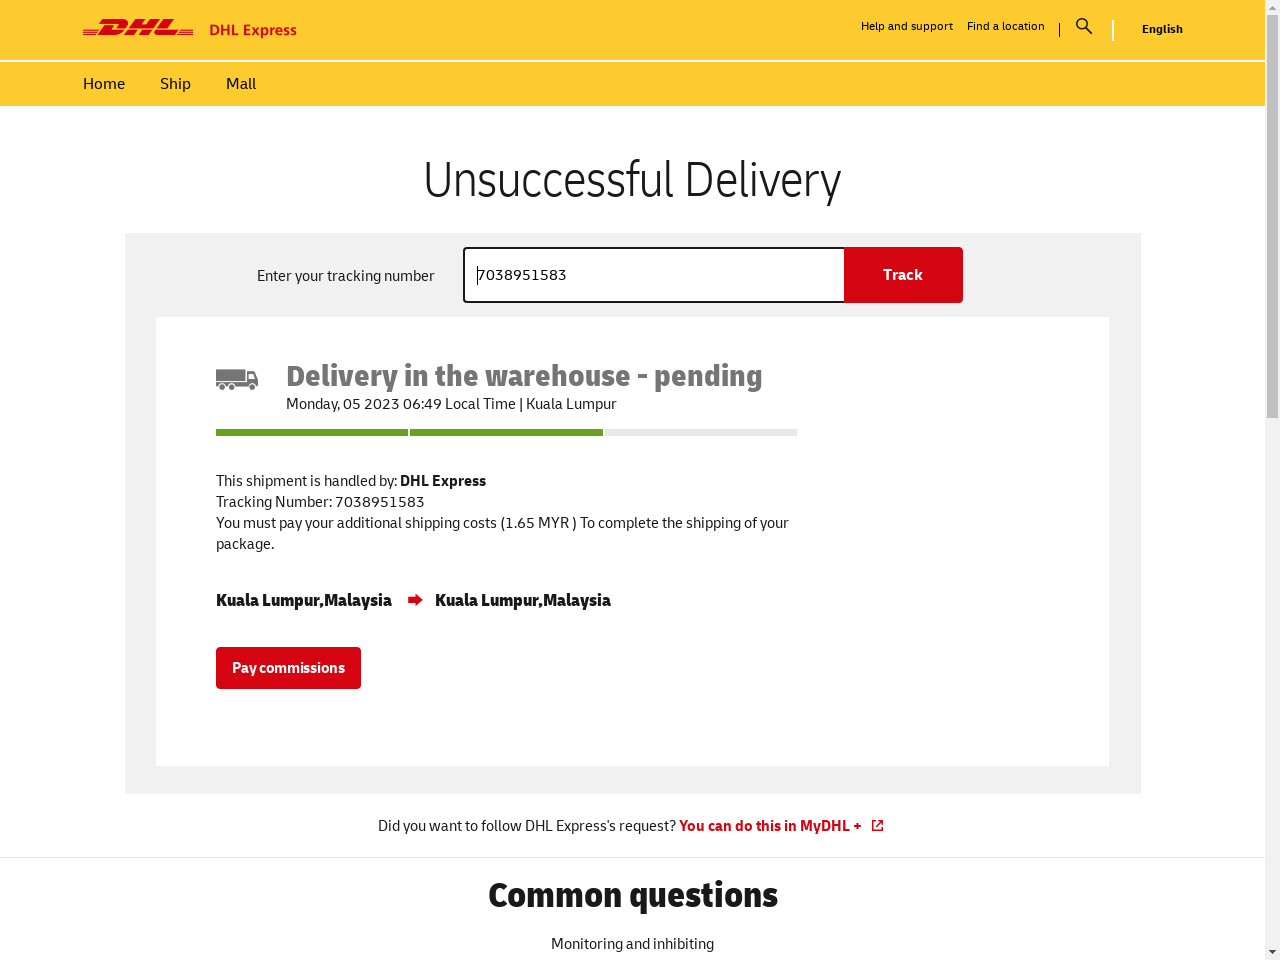 DHL DHL Express Help and support Find a location English
Home Ship Mall
Unsuccessful Delivery
Enter your tracking number 7038951583 Track
Delivery in the warehouse - pending
Monday, 05 2023 06:49 Local Time | Kuala Lumpur
This shipment is handled by: DHL Express
Tracking Number: 7038951583
You must pay your additional shipping costs (1.65 MYR ) To complete the shipping of your
package.
Kuala Lumpur,Malaysia Kuala Lumpur,Malaysia
Pay commissions
Did you want to follow DHL Express's request? You can do this in MyDHL +
Common questions
Monitoring and inhibiting